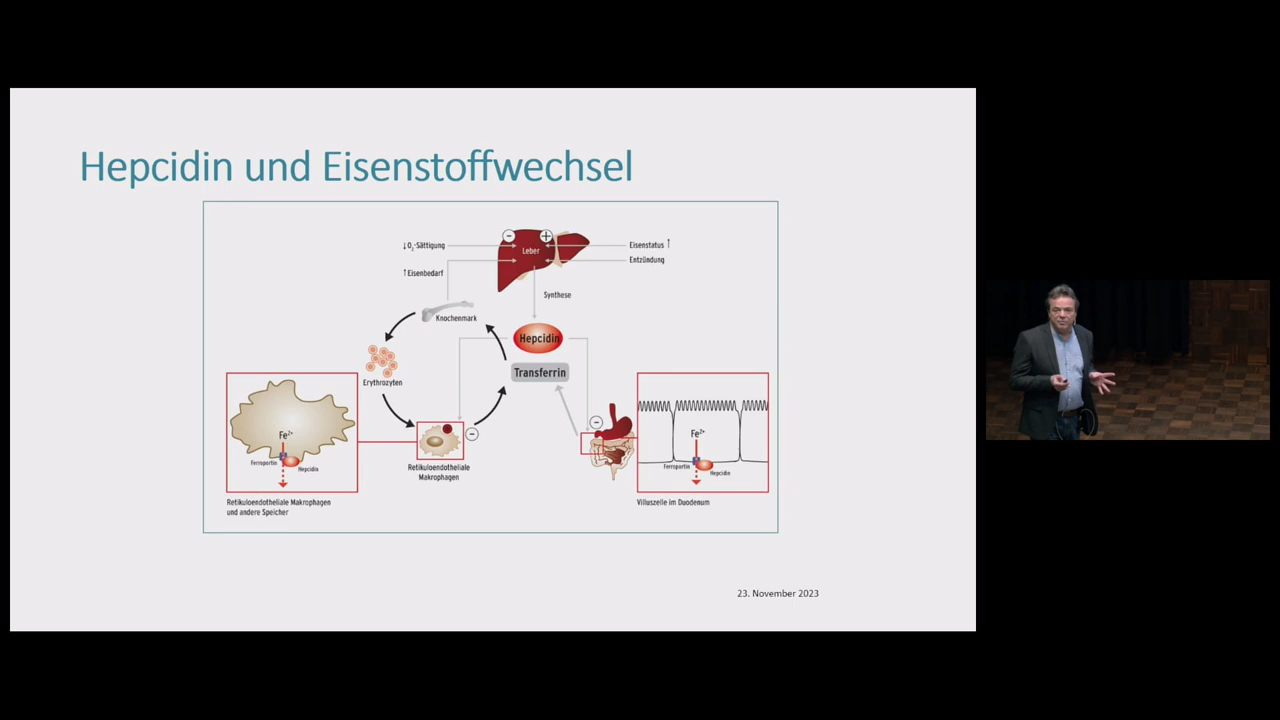 Hepcidin und Eisenstoffwechsel
↓O₂-Sättigung
↑Eisenbedarf
Leber
Eisenstatus ↑
Entzündung
Synthese
Knochenmark
Hepcidin
Transferrin
Erythrozyten
Fe²⁺
Ferroportin
Hepcidin
Retikuloendotheliale Makrophagen
und andere Speicher
Retikuloendotheliale
Makrophagen
Fe²⁺
Ferroportin
Hepcidin
Villuszelle im Duodenum
23. November 2023